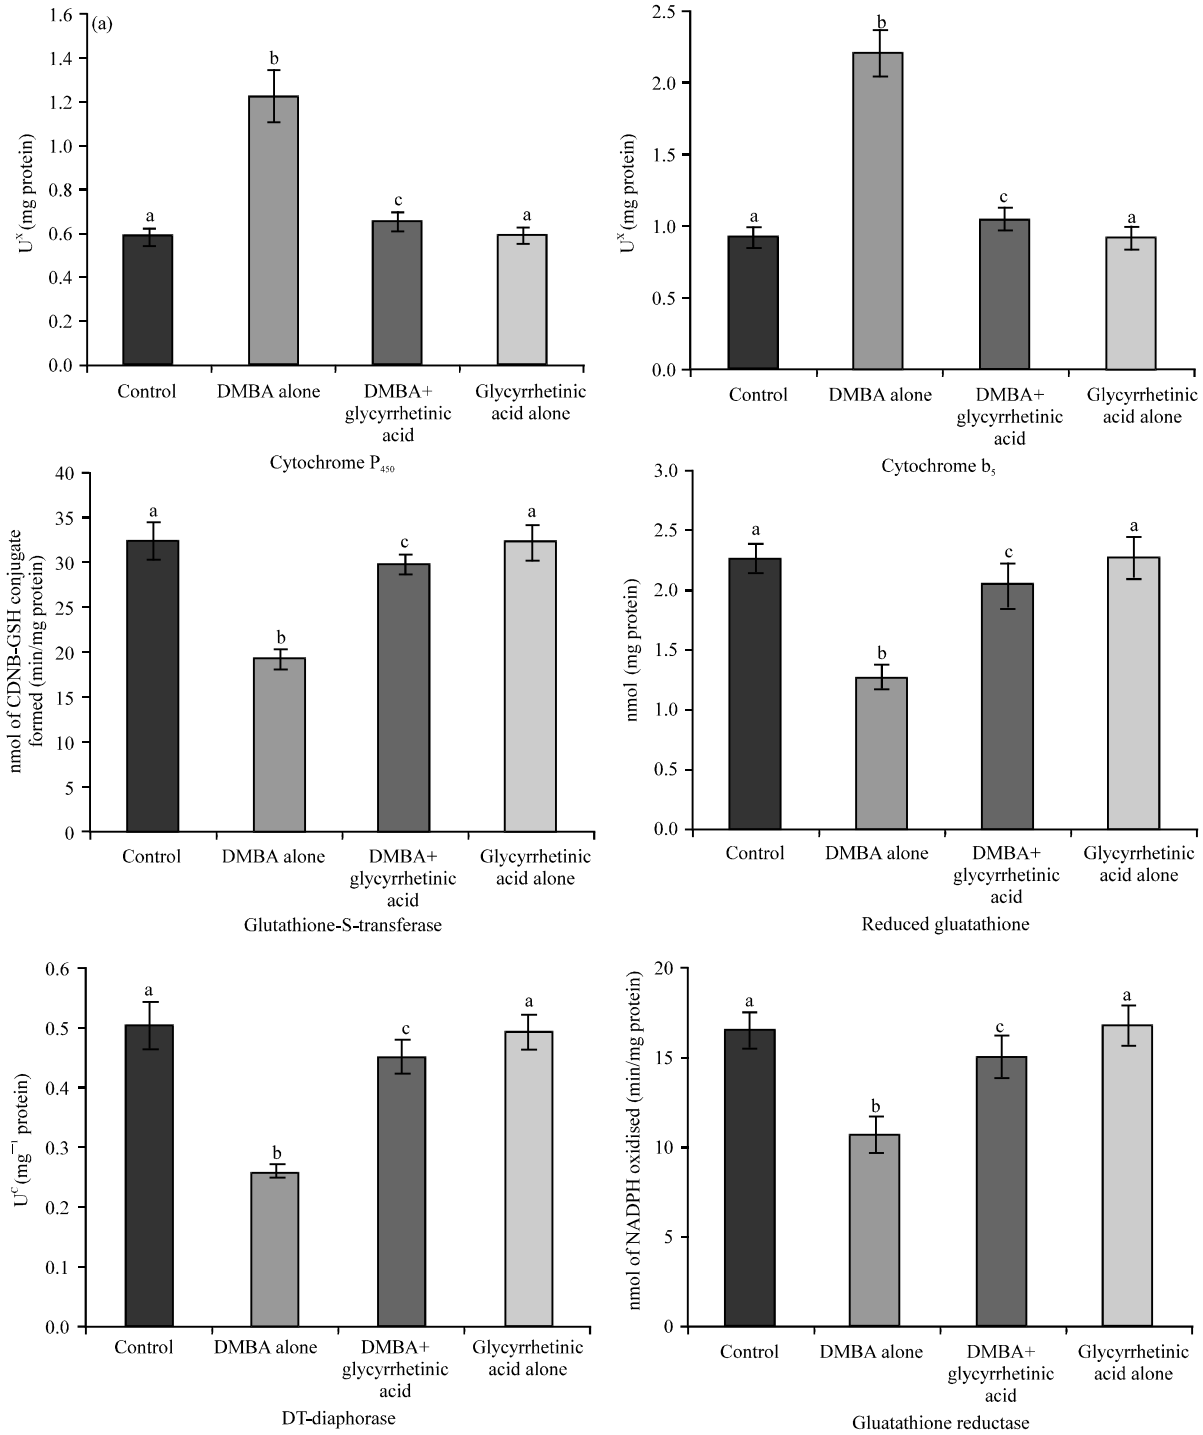 (a)
1.6
1.4
1.2
1.0
0.8
0.6
0.4
0.2
0.0
U^x (mg protein)
a
b
c
a
Control
DMBA alone
DMBA+
glycyrrhetinic
acid
Glycyrrhetinic
acid alone
Cytochrome P₄₅₀
2.5
2.0
1.5
1.0
0.5
0.0
U^x (mg protein)
a
b
c
a
Control
DMBA alone
DMBA+
glycyrrhetinic
acid
Glycyrrhetinic
acid alone
Cytochrome b₅
40
35
30
25
20
15
10
5
0
nmol of CDNB-GSH conjugate
formed (min/mg protein)
a
b
c
a
Control
DMBA alone
DMBA+
glycyrrhetinic
acid
Glycyrrhetinic
acid alone
Glutathione-S-transferase
3.0
2.5
2.0
1.5
1.0
0.5
0.0
nmol (mg protein)
a
b
c
a
Control
DMBA alone
DMBA+
glycyrrhetinic
acid
Glycyrrhetinic
acid alone
Reduced gluatathione
0.6
0.5
0.4
0.3
0.2
0.1
0.0
U^c (mg⁻¹ protein)
a
b
c
a
Control
DMBA alone
DMBA+
glycyrrhetinic
acid
Glycyrrhetinic
acid alone
DT-diaphorase
20
15
10
5
0
nmol of NADPH oxidised (min/mg protein)
a
b
c
a
Control
DMBA alone
DMBA+
glycyrrhetinic
acid
Glycyrrhetinic
acid alone
Gluatathione reductase